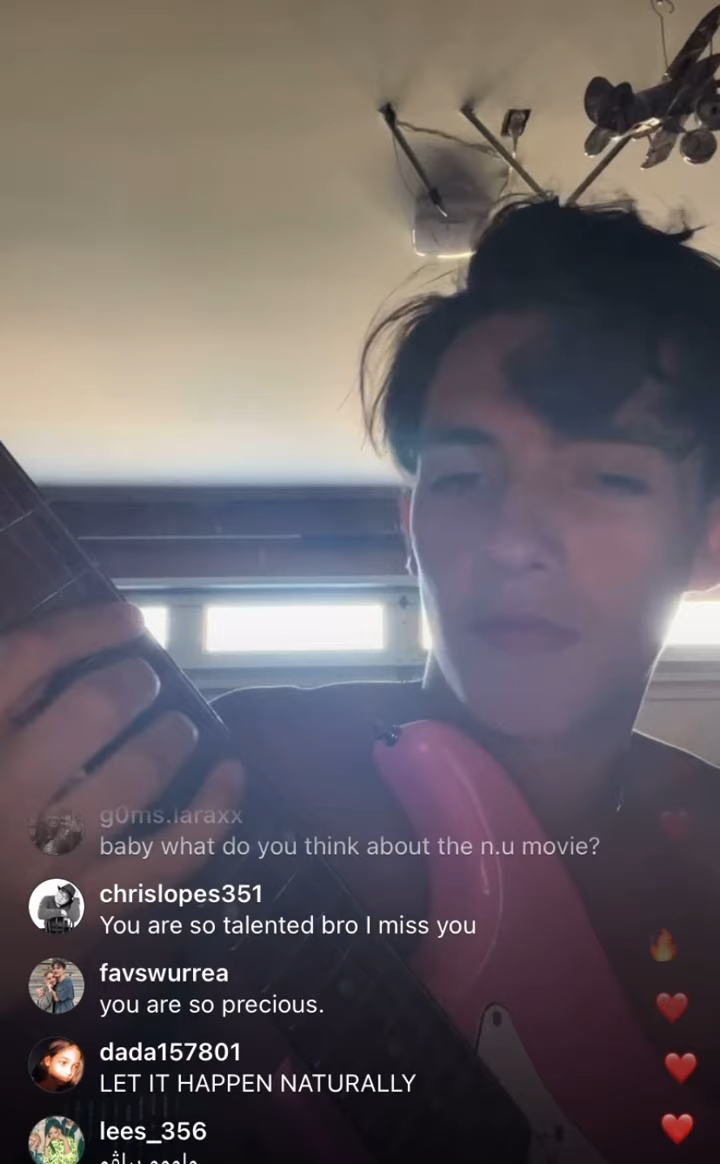 g0ms.laraxx
baby what do you think about the n.u movie?
chrislopes351
You are so talented bro I miss you
favswurrea
you are so precious.
dada157801
LET IT HAPPEN NATURALLY
lees_356